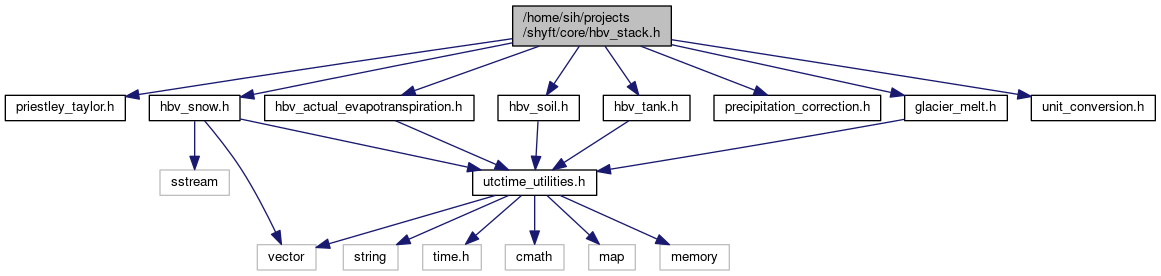 /home/sih/projects
/shyft/core/hbv_stack.h
priestley_taylor.h
hbv_snow.h
hbv_actual_evapotranspiration.h
hbv_soil.h
hbv_tank.h
precipitation_correction.h
glacier_melt.h
unit_conversion.h
sstream
utctime_utilities.h
vector
string
time.h
cmath
map
memory